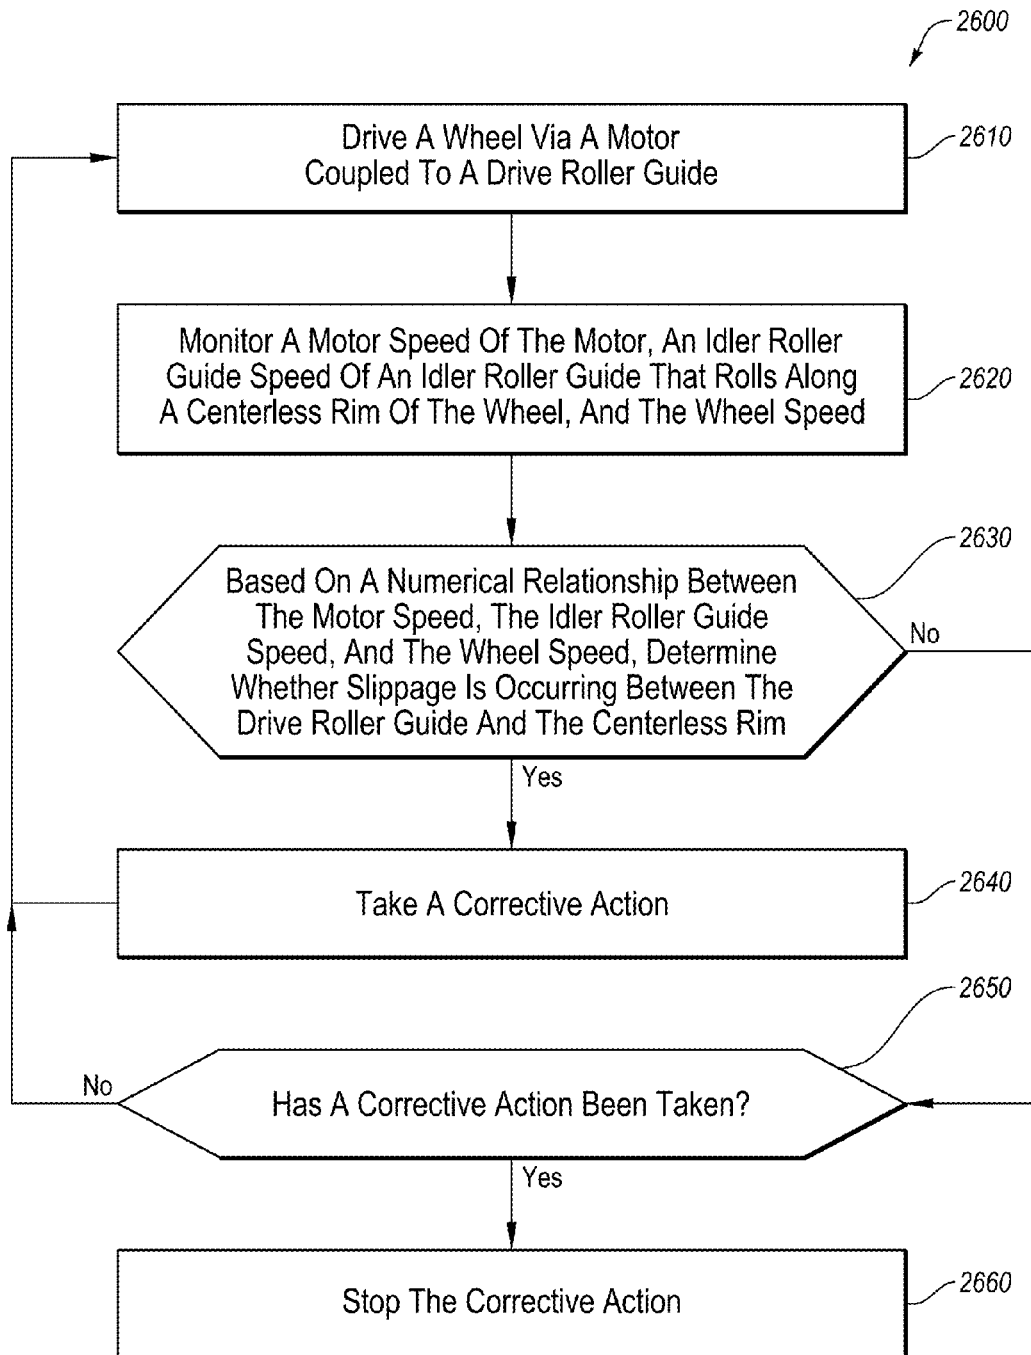 2600
Drive A Wheel Via A Motor
Coupled To A Drive Roller Guide
2610
Monitor A Motor Speed Of The Motor, An Idler Roller
Guide Speed Of An Idler Roller Guide That Rolls Along
A Centerless Rim Of The Wheel, And The Wheel Speed
2620
2630
Based On A Numerical Relationship Between
The Motor Speed, The Idler Roller Guide
Speed, And The Wheel Speed, Determine
Whether Slippage Is Occurring Between The
Drive Roller Guide And The Centerless Rim
No
Yes
Take A Corrective Action
2640
2650
No
Has A Corrective Action Been Taken?
Yes
Stop The Corrective Action
2660